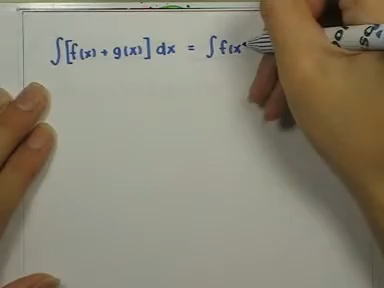 ∫[f(x) + g(x)] dx = ∫f(x